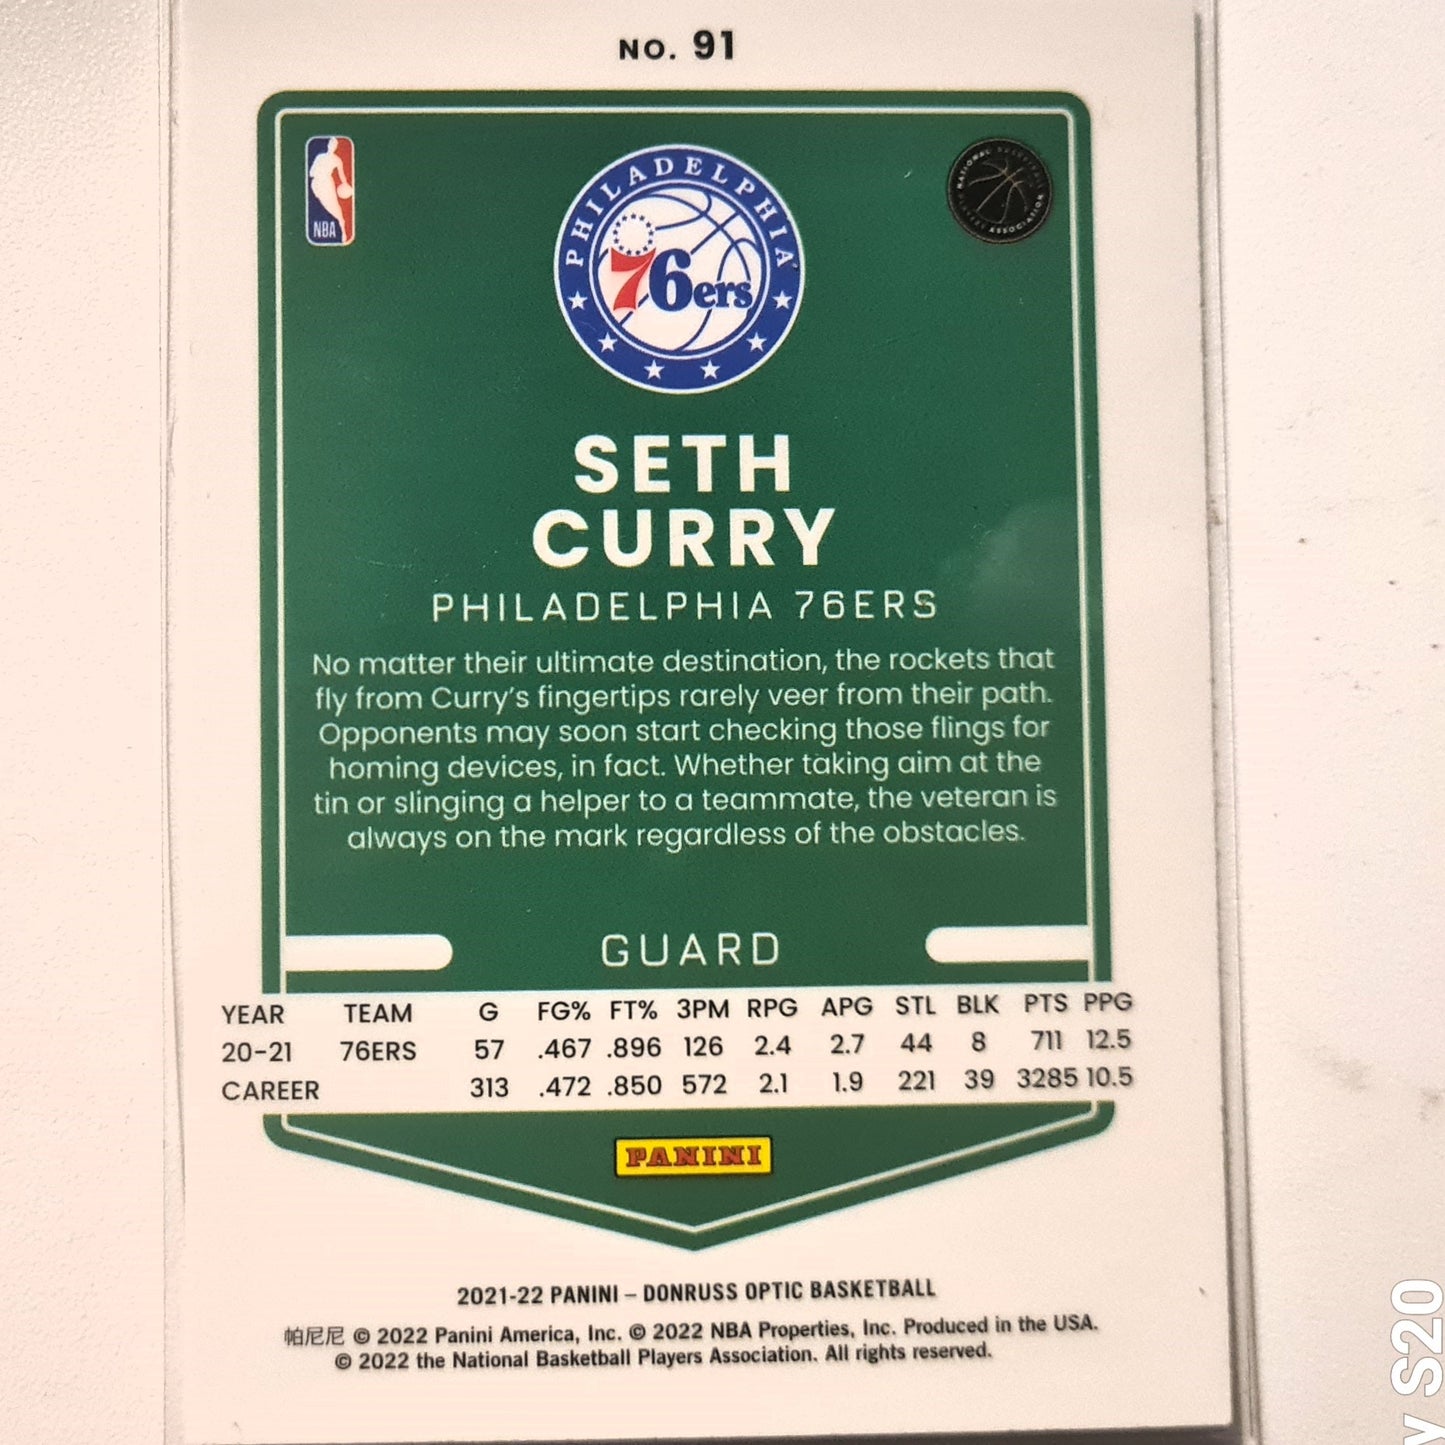 NO. 91
NBA
PHILADELPHIA
76ers
NATIONAL BASKETBALL PLAYERS ASSOCIATION
SETH
CURRY
PHILADELPHIA 76ERS
No matter their ultimate destination, the rockets that
fly from Curry's fingertips rarely veer from their path.
Opponents may soon start checking those flings for
homing devices, in fact. Whether taking aim at the
tin or slinging a helper to a teammate, the veteran is
always on the mark regardless of the obstacles.
GUARD
YEAR TEAM G FG% FT% 3PM RPG APG STL BLK PTS PPG
20-21 76ERS 57 .467 .896 126 2.4 2.7 44 8 711 12.5
CAREER 313 .472 .850 572 2.1 1.9 221 39 3285 10.5
PANINI
2021-22 PANINI – DONRUSS OPTIC BASKETBALL
帕尼尼 © 2022 Panini America, Inc. © 2022 NBA Properties, Inc. Produced in the USA.
© 2022 the National Basketball Players Association. All rights reserved.
y S20